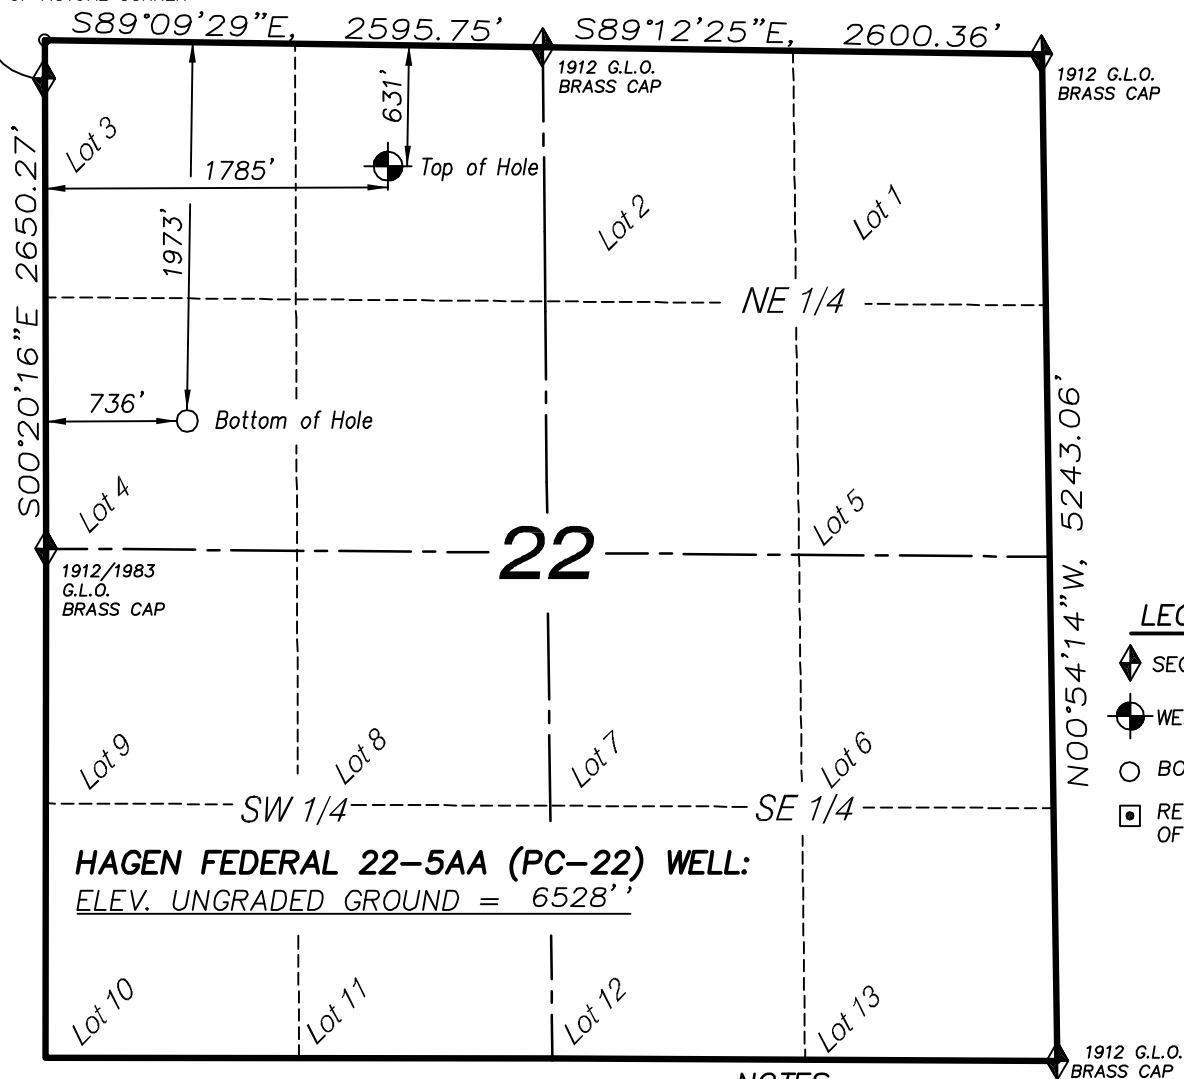 S89°09'29"E, 2595.75' S89°12'25"E, 2600.36'
1912 G.L.O.
BRASS CAP
1912 G.L.O.
BRASS CAP
631'
Lot 3
1785'
Top of Hole
S00°20'16"E 2650.27'
1973'
Lot 2
Lot 1
NE 1/4
736'
Bottom of Hole
Lot 4
Lot 5
22
N00°54'14"W, 5243.06'
1912/1983
G.L.O.
BRASS CAP
Lot 9
Lot 8
Lot 7
Lot 6
SW 1/4
SE 1/4
HAGEN FEDERAL 22-5AA (PC-22) WELL:
ELEV. UNGRADED GROUND = 6528''
Lot 10
Lot 11
Lot 12
Lot 13
1912 G.L.O.
BRASS CAP
OF